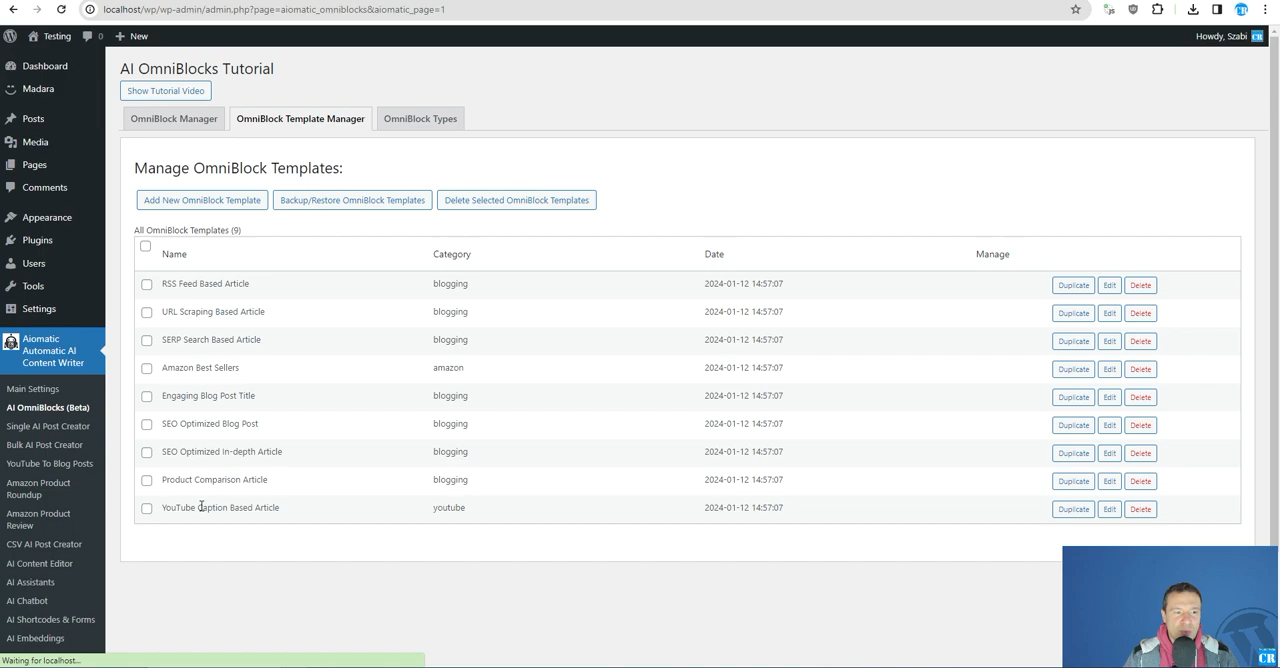 localhost/wp/wp-admin/admin.php?page=aiomatic_omniblocks&aiomatic_page=1
Testing
0
New
Howdy, Szabi
Dashboard
Madara
Posts
Media
Pages
Comments
Appearance
Plugins
Users
Tools
Settings
Aiomatic
Automatic AI
Content Writer
Main Settings
AI OmniBlocks (Beta)
Single AI Post Creator
Bulk AI Post Creator
YouTube To Blog Posts
Amazon Product
Roundup
Amazon Product
Review
CSV AI Post Creator
AI Content Editor
AI Assistants
AI Chatbot
AI Shortcodes & Forms
AI Embeddings
AI OmniBlocks Tutorial
Show Tutorial Video
OmniBlock Manager
OmniBlock Template Manager
OmniBlock Types
Manage OmniBlock Templates:
Add New OmniBlock Template
Backup/Restore OmniBlock Templates
Delete Selected OmniBlock Templates
All OmniBlock Templates (9)
Name Category Date Manage
RSS Feed Based Article blogging 2024-01-12 14:57:07 Duplicate Edit Delete
URL Scraping Based Article blogging 2024-01-12 14:57:07 Duplicate Edit Delete
SERP Search Based Article blogging 2024-01-12 14:57:07 Duplicate Edit Delete
Amazon Best Sellers amazon 2024-01-12 14:57:07 Duplicate Edit Delete
Engaging Blog Post Title blogging 2024-01-12 14:57:07 Duplicate Edit Delete
SEO Optimized Blog Post blogging 2024-01-12 14:57:07 Duplicate Edit Delete
SEO Optimized In-depth Article blogging 2024-01-12 14:57:07 Duplicate Edit Delete
Product Comparison Article blogging 2024-01-12 14:57:07 Duplicate Edit Delete
YouTube Caption Based Article youtube 2024-01-12 14:57:07 Duplicate Edit Delete
Waiting for localhost...
CR